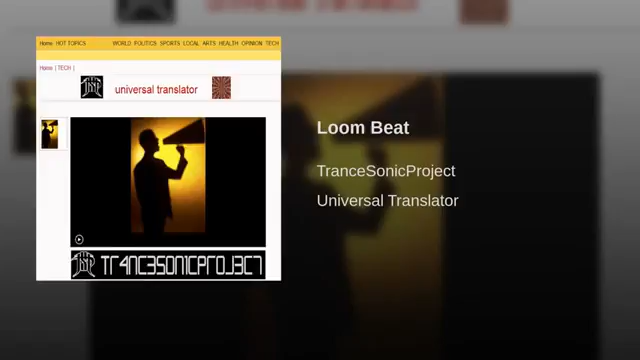 Home HOT TOPICS WORLD POLITICS SPORTS LOCAL ARTS HEALTH OPINION TECH
Home | TECH |
universal translator
TR4NCESONICPROJ3C7
Loom Beat
TranceSonicProject
Universal Translator